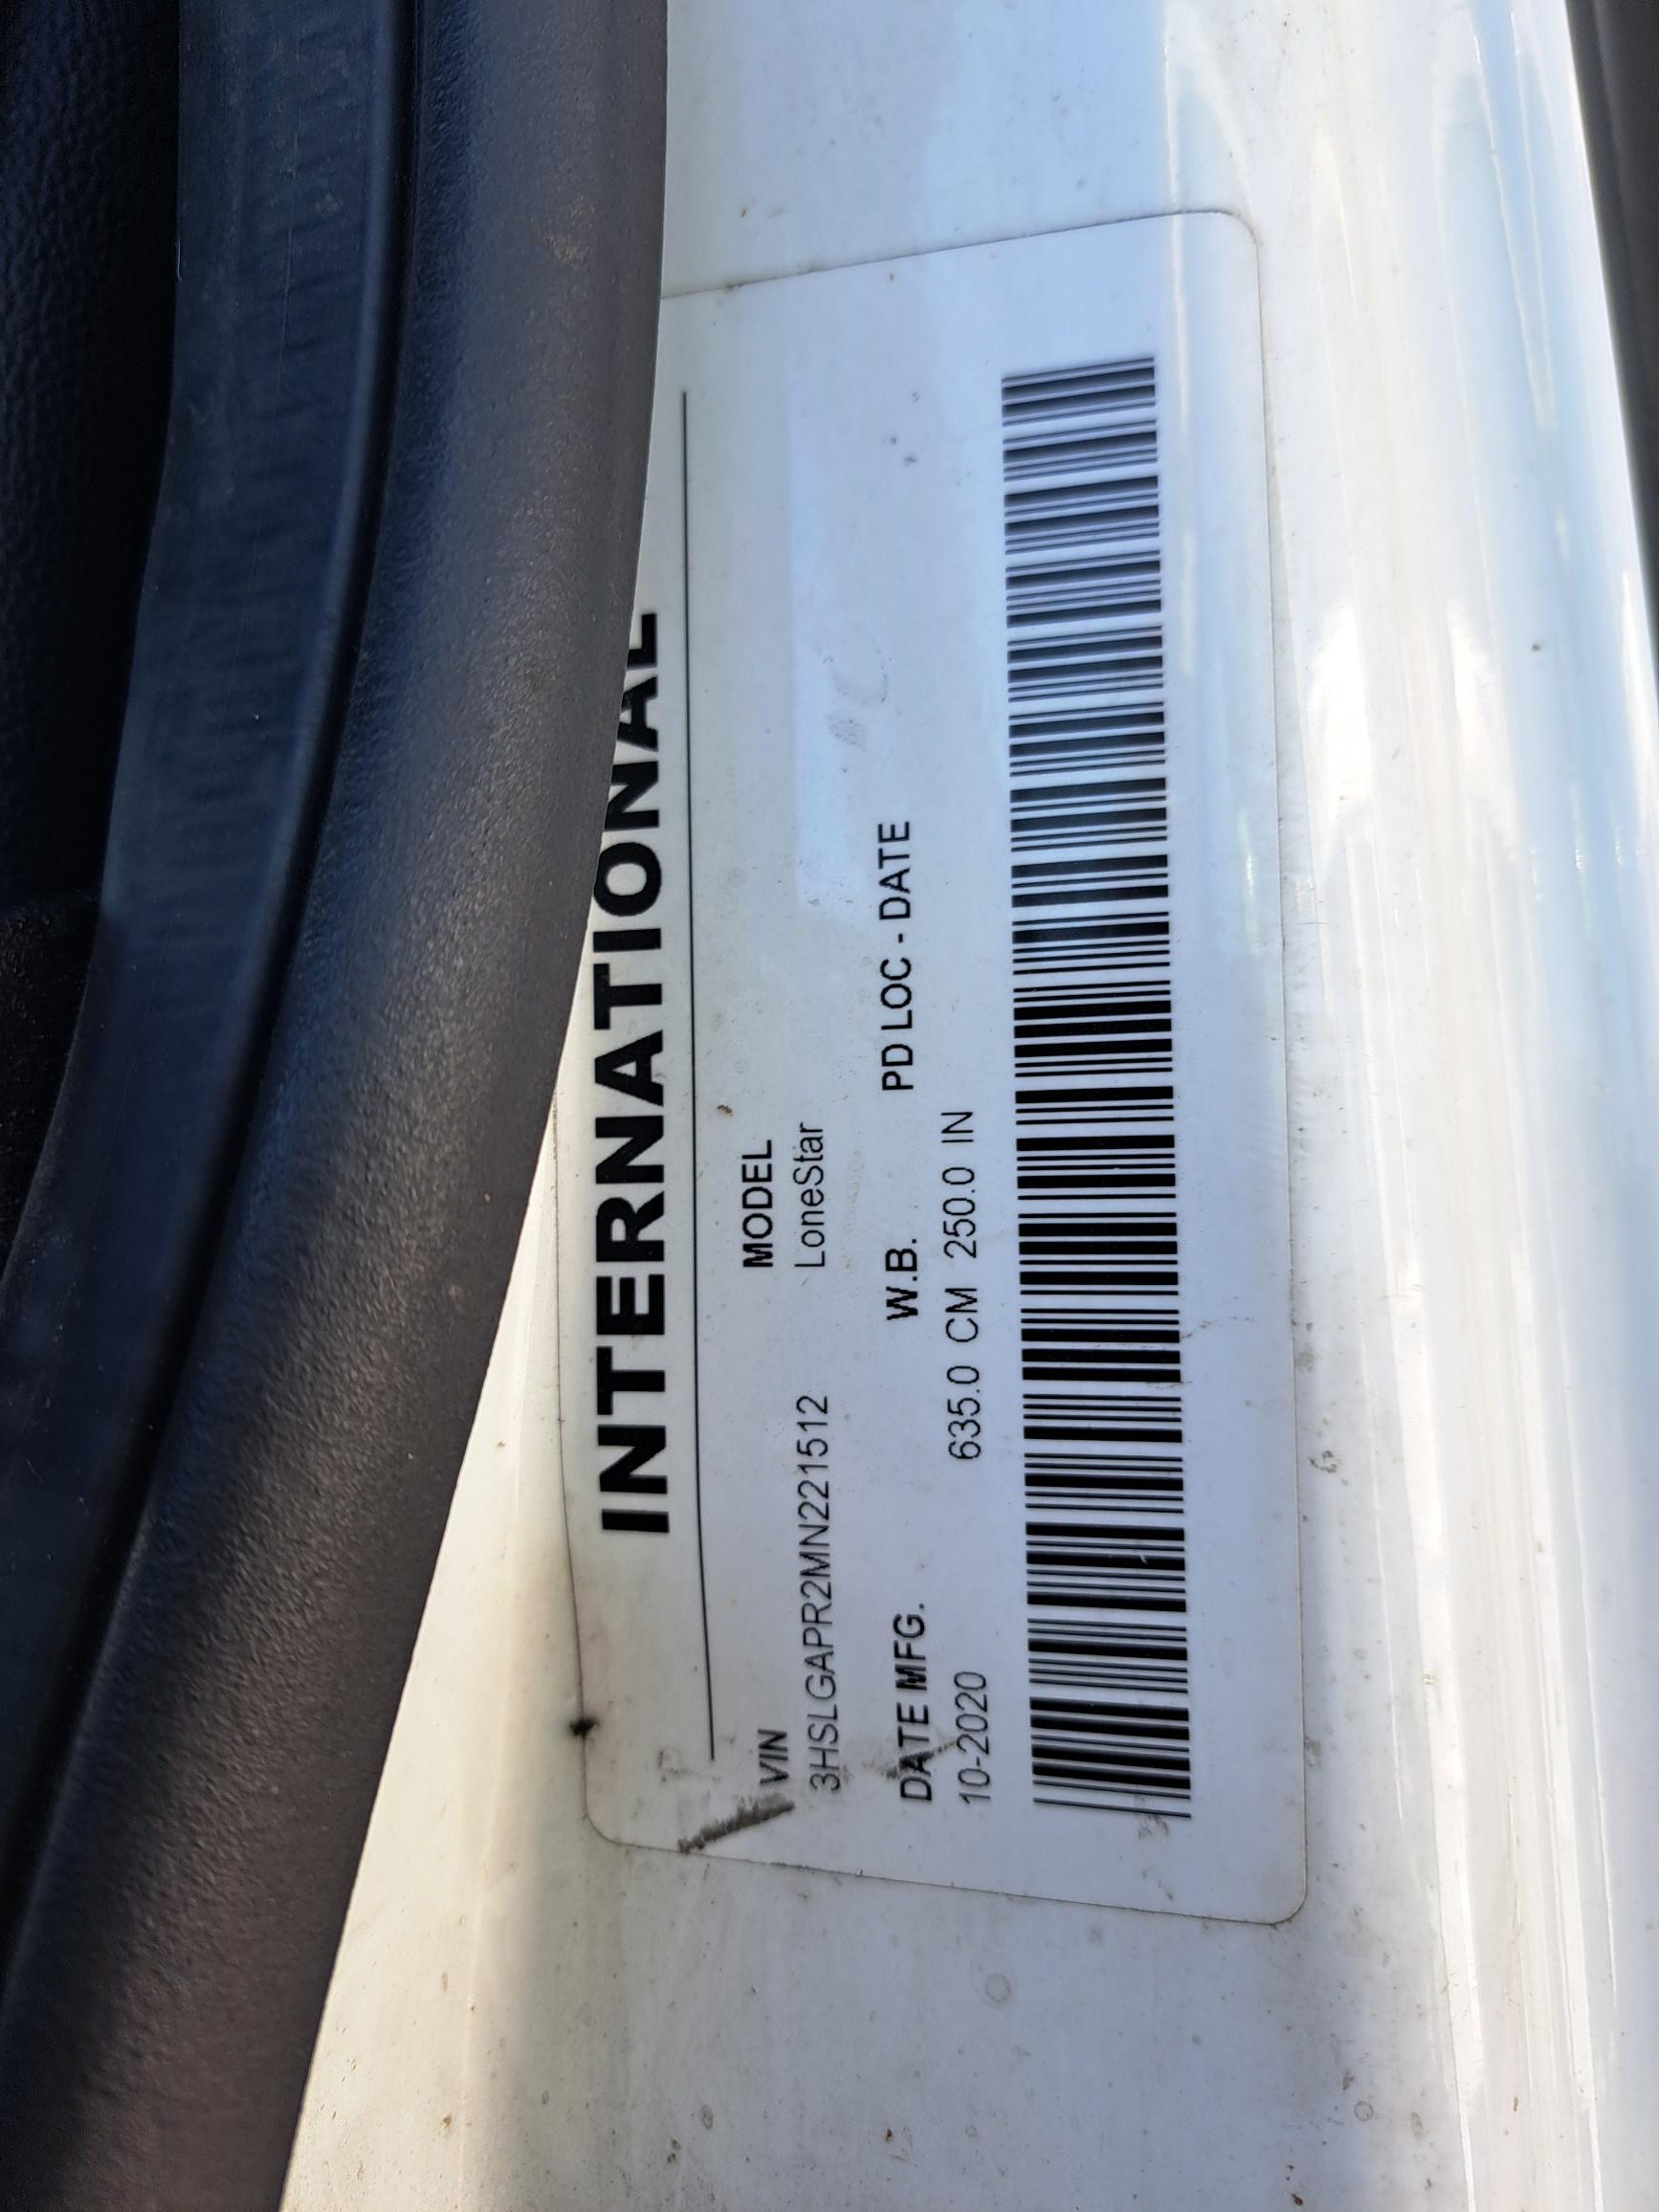 INTERNATIONAL
VIN MODEL
3HSLGAPR2MN221512 LoneStar
DATE MFG. W.B. PD LOC - DATE
10-2020 635.0 CM 250.0 IN